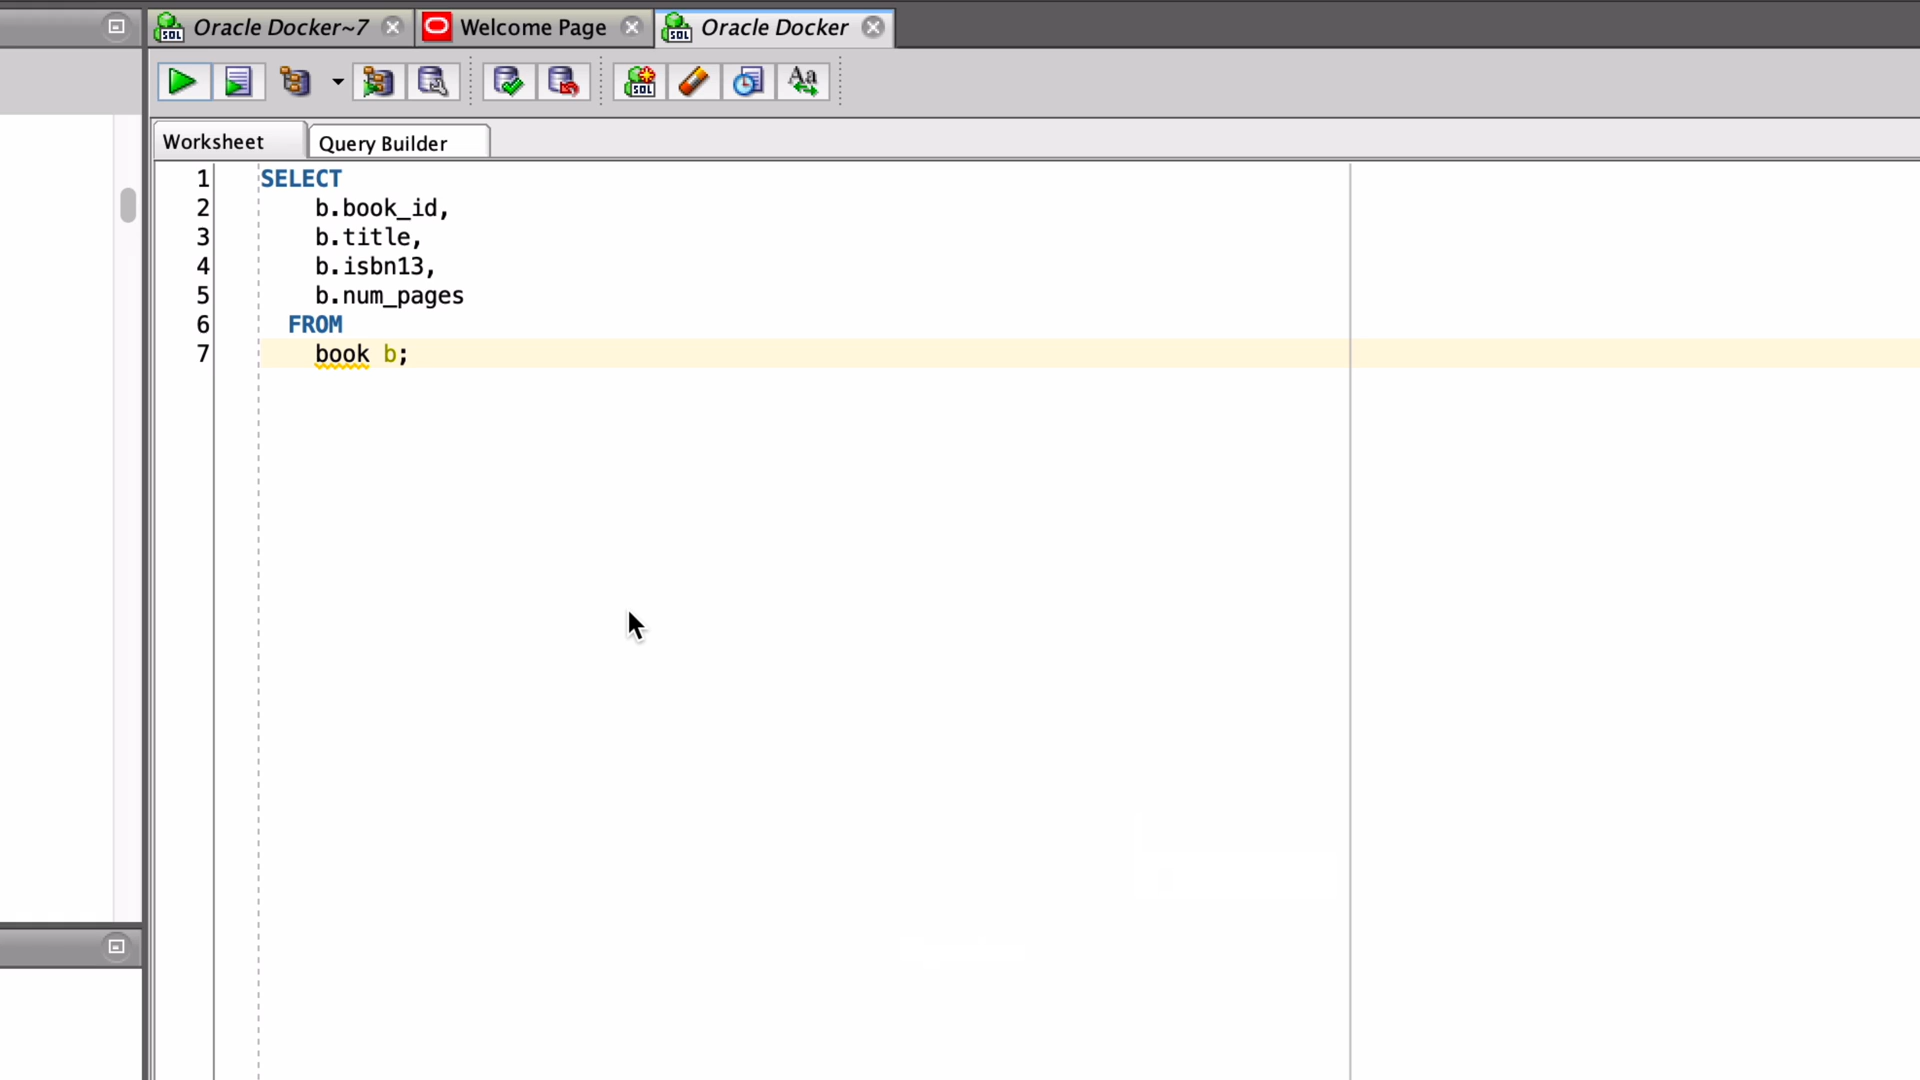 Oracle Docker~7
Welcome Page
Oracle Docker
Worksheet
Query Builder
1 SELECT
2 b.book_id,
3 b.title,
4 b.isbn13,
5 b.num_pages
6 FROM
7 book b;